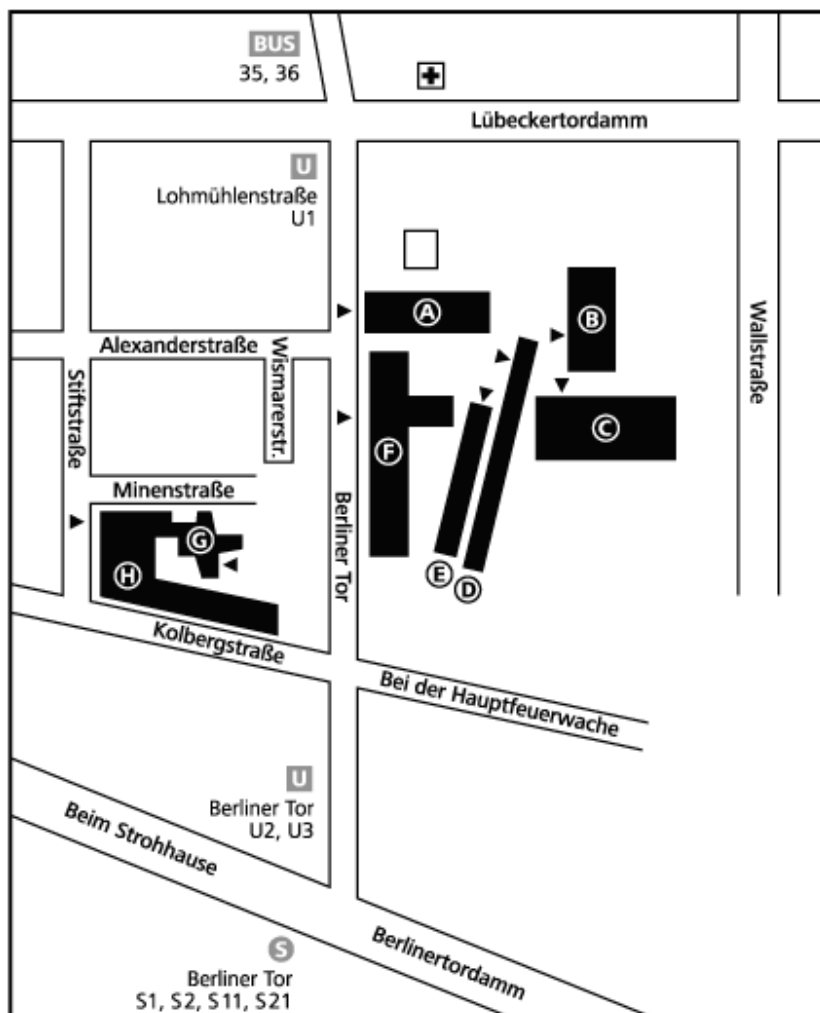 BUS
35, 36
Lübeckertordamm
U
Lohmühlenstraße
U1
A
B
Wallstraße
Alexanderstraße
Wismarerstr.
Stiftstraße
C
F
Minenstraße
Berliner Tor
G
H
E
D
Kolbergstraße
Bei der Hauptfeuerwache
U
Berliner Tor
U2, U3
Beim Strohhause
Berlinertordamm
S
Berliner Tor
S1, S2, S11, S21